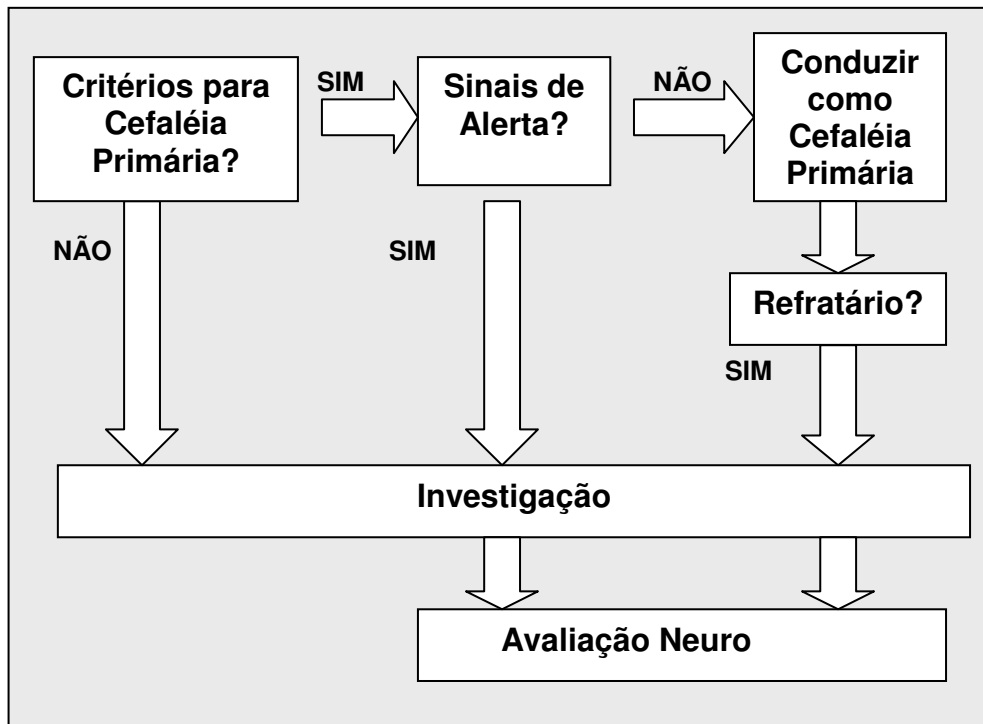 Critérios para
Cefaléia
Primária?
SIM
Sinais de
Alerta?
NÃO
Conduzir
como
Cefaléia
Primária
NÃO
SIM
Refratário?
SIM
Investigação
Avaliação Neuro